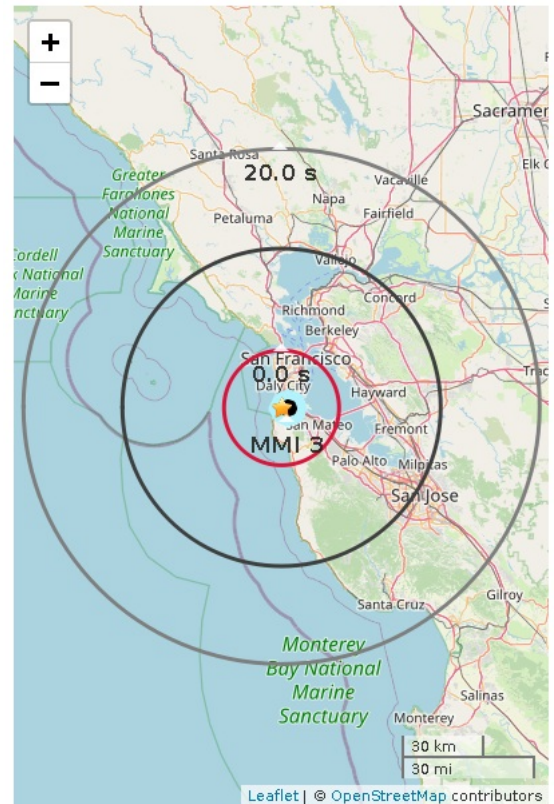 +
−
Sacramer
Santa Rosa
20.0 s
Greater
Farallones
National
Marine
Sanctuary
Vacaville
Elk C
Napa
Fairfield
Petaluma
Cordell
k National
Marine
nctuary
Vallejo
Concord
Richmond
Berkeley
San Francisco
0.0 s
Daly City
Hayward
Trac
San Mateo
Fremont
MMI 3
Palo Alto
Milpitas
San Jose
Gilroy
Santa Cruz
Monterey
Bay National
Marine
Sanctuary
Salinas
Monterey
30 km
30 mi
Leaflet | © OpenStreetMap contributors